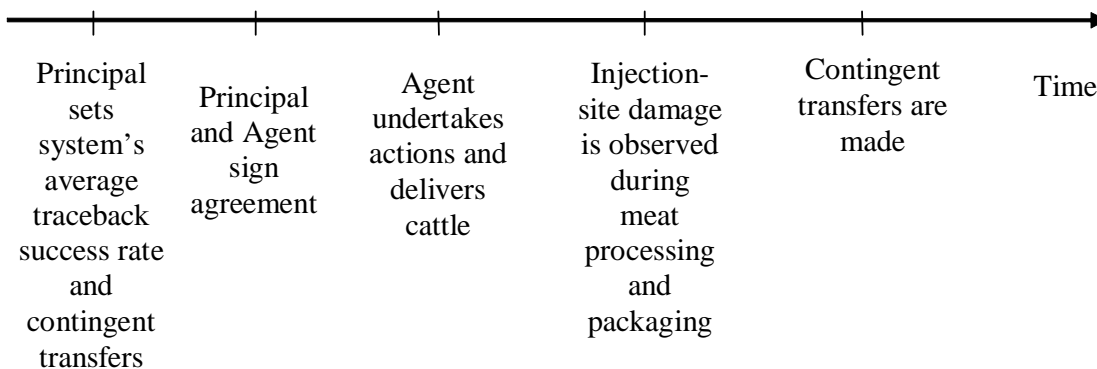 Principal
sets
system’s
average
traceback
success rate
and
contingent
transfers
Principal
and Agent
sign
agreement
Agent
undertakes
actions and
delivers
cattle
Injection-
site damage
is observed
during
meat
processing
and
packaging
Contingent
transfers are
made
Time